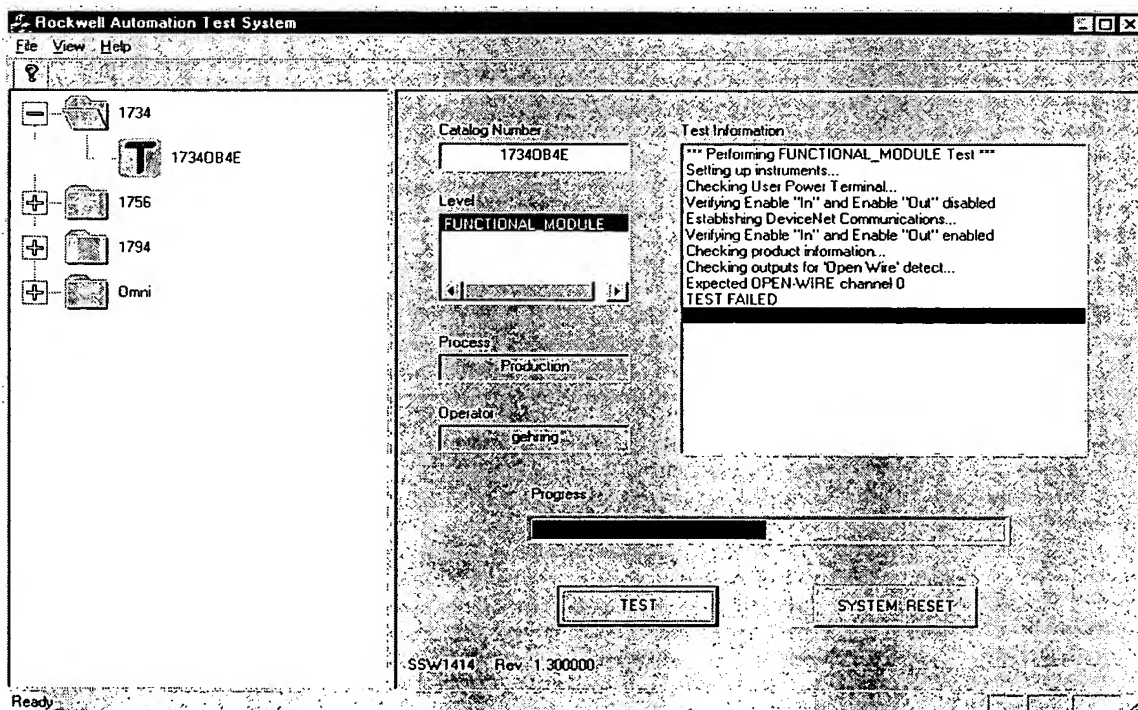 Rockwell Automation Test System
File View Help
1734
1734OB4E
1756
1794
Omni
Catalog Number
1734OB4E
Level
FUNCTIONAL_MODULE
Process
Production
Operator
gehring
Test Information
*** Performing FUNCTIONAL_MODULE Test ***
Setting up instruments...
Checking User Power Terminal...
Verifying Enable "In" and Enable "Out" disabled
Establishing DeviceNet Communications...
Verifying Enable "In" and Enable "Out" enabled
Checking product information...
Checking outputs for 'Open Wire' detect...
Expected OPEN-WIRE channel 0
TEST FAILED
Progress
TEST
SYSTEM RESET
SSW1414 Rev 1.300000
Ready